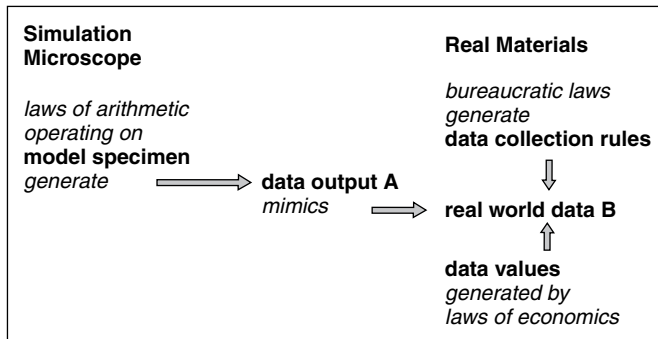 Simulation
Microscope
laws of arithmetic
operating on
model specimen
generate
data output A
mimics
Real Materials
bureaucratic laws
generate
data collection rules
real world data B
data values
generated by
laws of economics